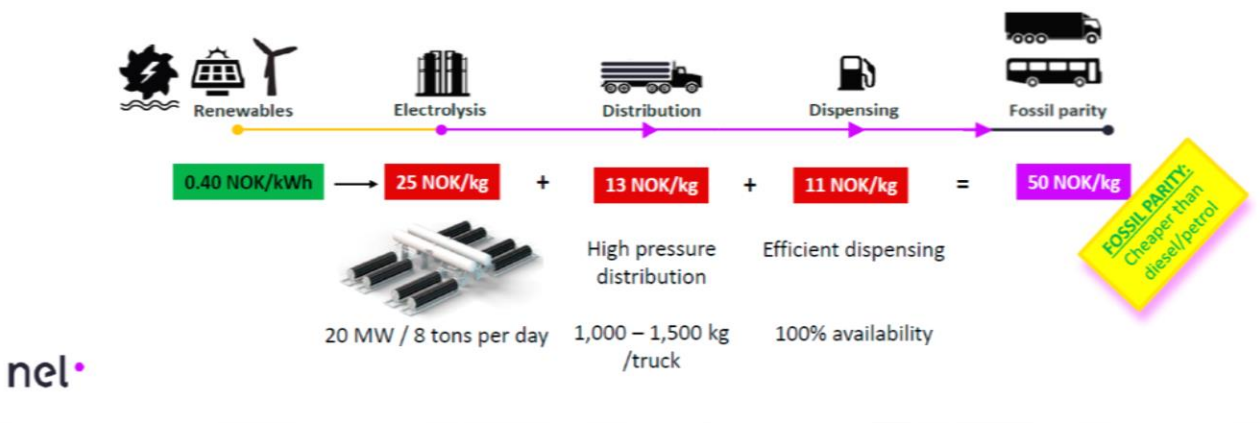 Renewables
Electrolysis
Distribution
Dispensing
Fossil parity
0.40 NOK/kWh
25 NOK/kg
+
13 NOK/kg
+
11 NOK/kg
=
50 NOK/kg
FOSSIL PARITY:
Cheaper than
diesel/petrol
High pressure
distribution
Efficient dispensing
20 MW / 8 tons per day
1,000 – 1,500 kg
/truck
100% availability
nel